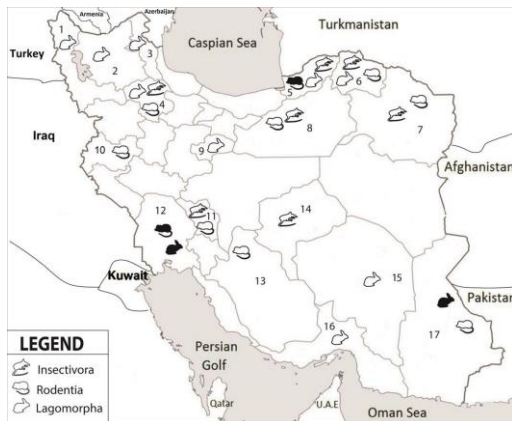 Armenia
Azerbaijan
Turkmanistan
Caspian Sea
Turkey
1
2
3
4
5
6
7
8
9
10
11
12
13
14
15
16
17
Iraq
Afghanistan
Kuwait
Pakistan
Persian
Golf
Qatar
U.A.E
Oman Sea
LEGEND
Insectivora
Rodentia
Lagomorpha